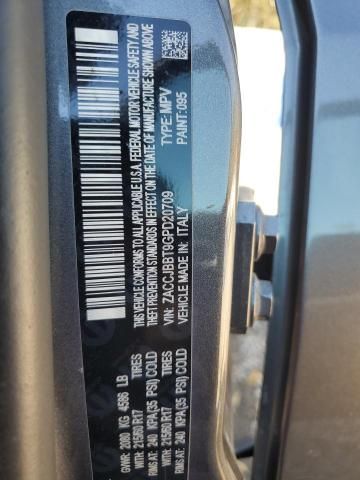 THIS VEHICLE CONFORMS TO ALL APPLICABLE U.S.A. FEDERAL MOTOR VEHICLE SAFETY AND
THEFT PREVENTION STANDARDS IN EFFECT ON THE DATE OF MANUFACTURE SHOWN ABOVE
VIN: ZACCJBBT9GPD20709
TYPE: MPV
VEHICLE MADE IN: ITALY
PAINT: 095
GVWR: 2080 KG 4586 LB
WITH: 215/60 R17 TIRES
RIMS AT: 240 KPA(35 PSI) COLD
WITH: 215/60 R17 TIRES
RIMS AT: 240 KPA(35 PSI) COLD